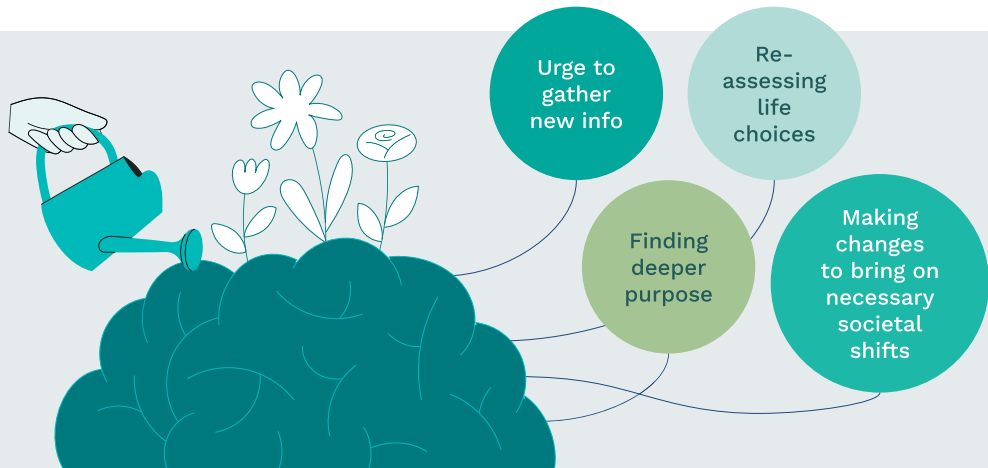 Urge to
gather
new info
Re-
assessing
life
choices
Finding
deeper
purpose
Making
changes
to bring on
necessary
societal
shifts